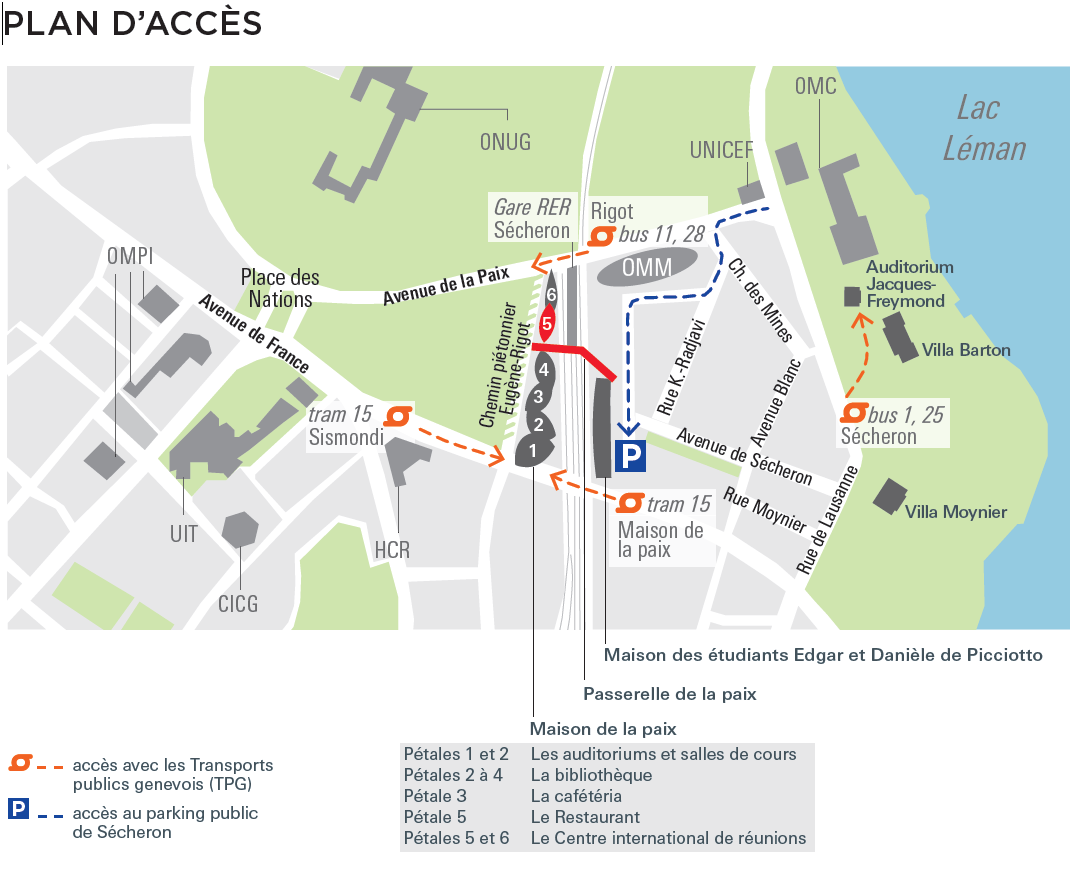 PLAN D'ACCÈS
Lac
Léman
OMC
ONUG
UNICEF
Gare RER
Sécheron
Rigot
bus 11, 28
OMPI
Place des
Nations
Avenue de la Paix
OMM
Auditorium
Jacques-
Freymond
Ch. des Mines
Avenue de France
Chemin piétonnier
Eugène-Rigot
6
5
4
3
2
1
Rue K.-Radjavi
Villa Barton
Avenue Blanc
tram 15
Sismondi
bus 1, 25
Sécheron
P
Avenue de Sécheron
Rue Moynier
Rue de Lausanne
tram 15
Maison de
la paix
Villa Moynier
UIT
HCR
CICG
Maison des étudiants Edgar et Danièle de Picciotto
Passerelle de la paix
Maison de la paix
Pétales 1 et 2 Les auditoriums et salles de cours
Pétales 2 à 4 La bibliothèque
Pétale 3 La cafétéria
Pétale 5 Le Restaurant
Pétales 5 et 6 Le Centre international de réunions
accès avec les Transports
publics genevois (TPG)
P accès au parking public
de Sécheron